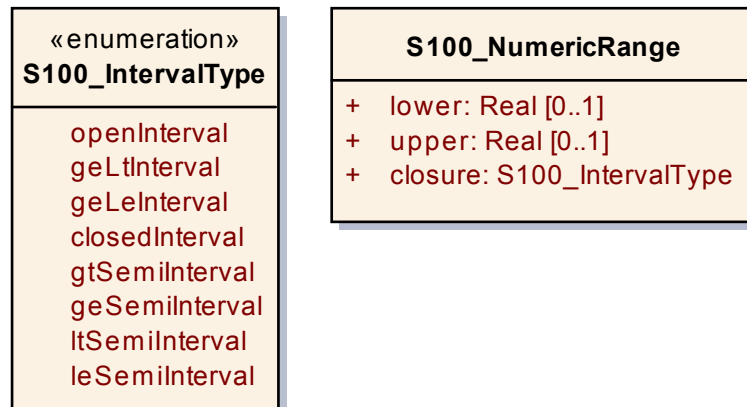 «enumeration»
S100_IntervalType
openInterval
geLtInterval
geLeInterval
closedInterval
gtSemiInterval
geSemiInterval
ltSemiInterval
leSemiInterval
S100_NumericRange
+ lower: Real [0..1]
+ upper: Real [0..1]
+ closure: S100_IntervalType